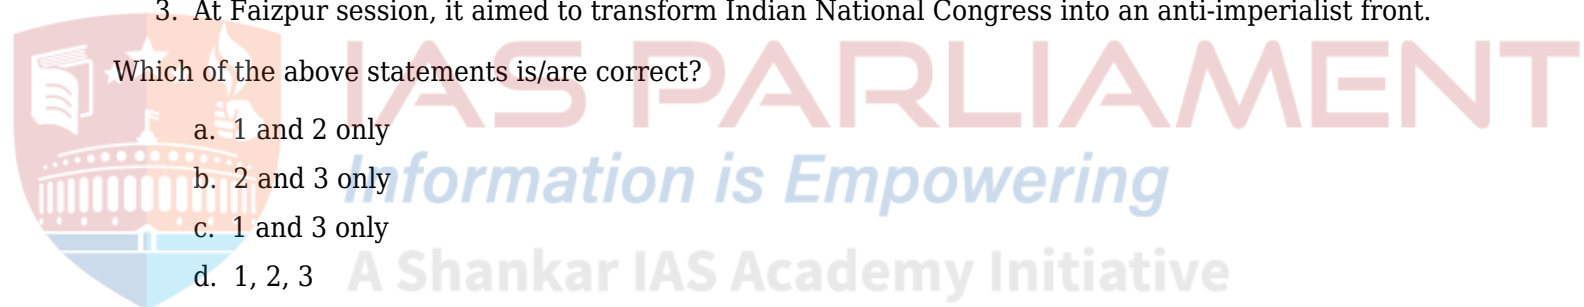 3. At Faizpur session, it aimed to transform Indian National Congress into an anti-imperialist front.
Which of the above statements is/are correct?
IAS PARLIAMENT
a. 1 and 2 only
b. 2 and 3 only
Information is Empowering
c. 1 and 3 only
d. 1, 2, 3
A Shankar IAS Academy Initiative